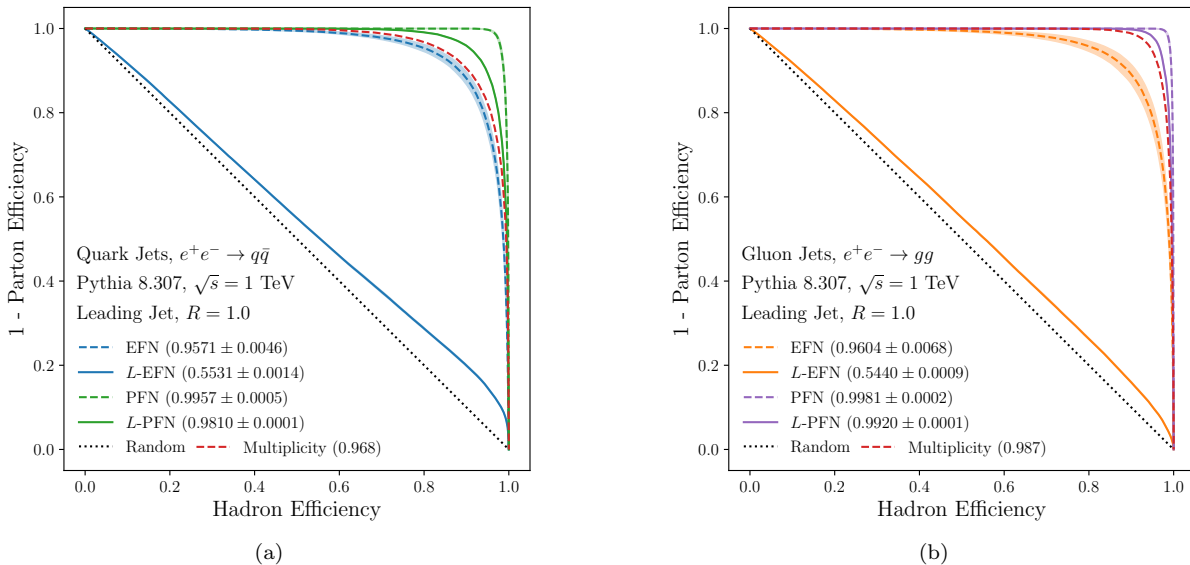 1 - Parton Efficiency
1.0
0.8
0.6
0.4
0.2
0.0
Quark Jets, e⁺e⁻ → qq̄
Pythia 8.307, √s = 1 TeV
Leading Jet, R = 1.0
EFN (0.9571 ± 0.0046)
L-EFN (0.5531 ± 0.0014)
PFN (0.9957 ± 0.0005)
L-PFN (0.9810 ± 0.0001)
Random Multiplicity (0.968)
0.0 0.2 0.4 0.6 0.8 1.0
Hadron Efficiency
(a)
1 - Parton Efficiency
1.0
0.8
0.6
0.4
0.2
0.0
Gluon Jets, e⁺e⁻ → gg
Pythia 8.307, √s = 1 TeV
Leading Jet, R = 1.0
EFN (0.9604 ± 0.0068)
L-EFN (0.5440 ± 0.0009)
PFN (0.9981 ± 0.0002)
L-PFN (0.9920 ± 0.0001)
Random Multiplicity (0.987)
0.0 0.2 0.4 0.6 0.8 1.0
Hadron Efficiency
(b)